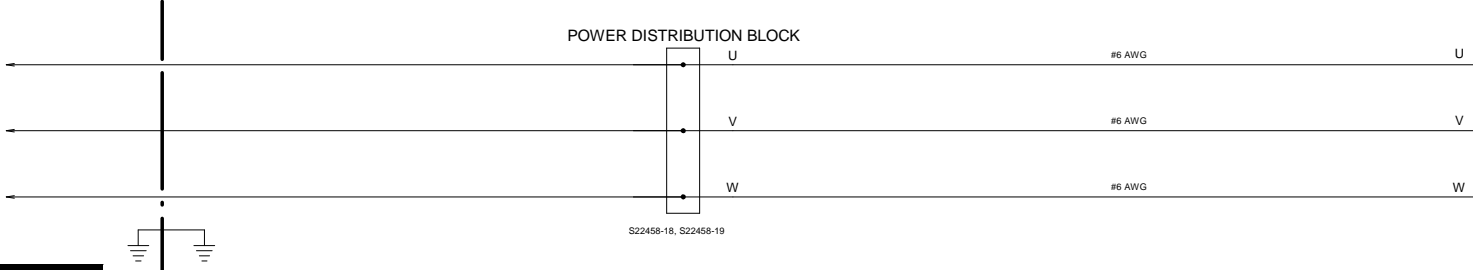 POWER DISTRIBUTION BLOCK
U #6 AWG U
V #6 AWG V
W #6 AWG W
S22458-18, S22458-19